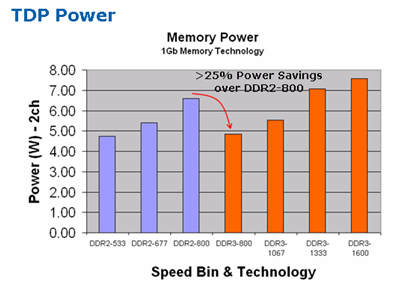 TDP Power
Memory Power
1Gb Memory Technology
>25% Power Savings
over DDR2-800
Power (W) - 2ch
8.00
7.00
6.00
5.00
4.00
3.00
2.00
1.00
0.00
DDR2-533
DDR2-677
DDR2-800
DDR3-800
DDR3-
1067
DDR3-
1333
DDR3-
1600
Speed Bin & Technology